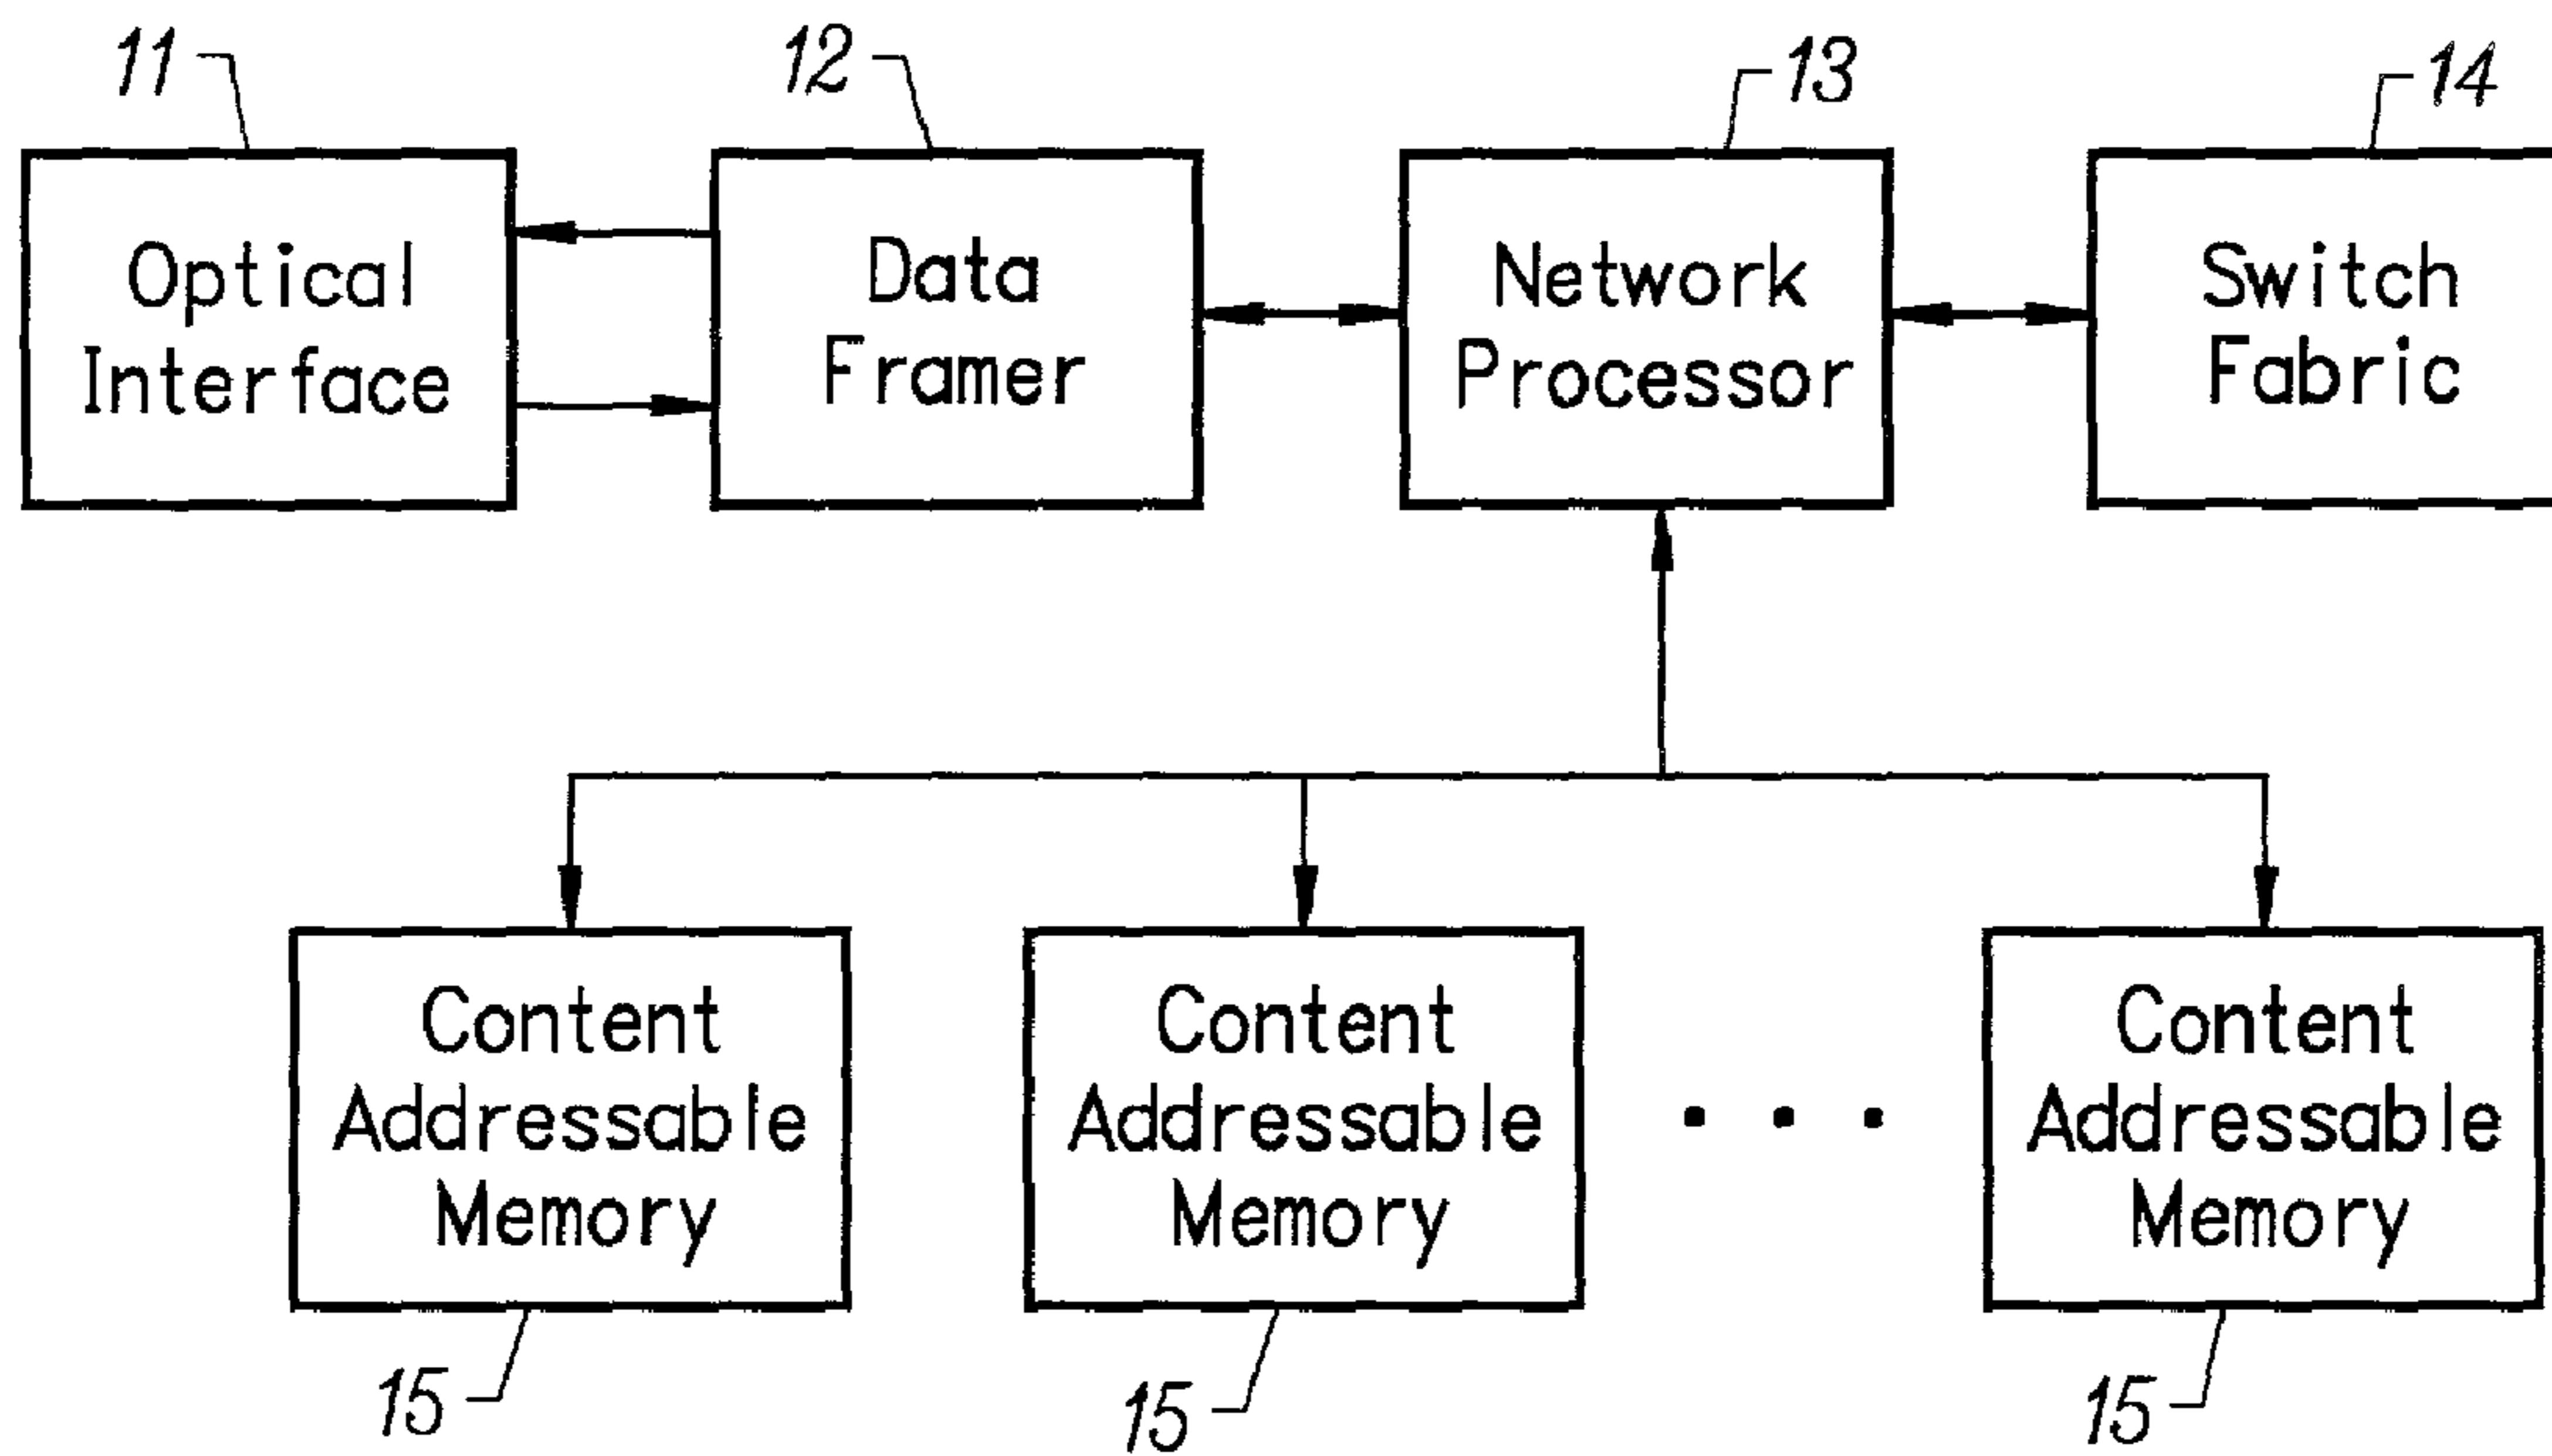 11
12
13
14
Optical
Interface
Data
Framer
Network
Processor
Switch
Fabric
Content
Addressable
Memory
Content
Addressable
Memory
. . .
Content
Addressable
Memory
15
15
15